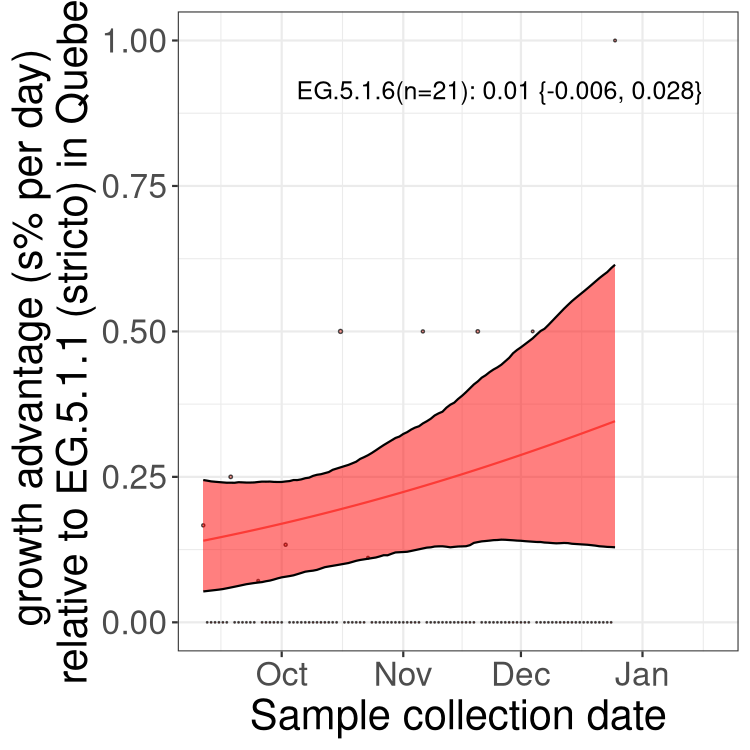 growth advantage (s% per day)
relative to EG.5.1.1 (stricto) in Quebe
1.00
0.75
0.50
0.25
0.00
EG.5.1.6(n=21): 0.01 {-0.006, 0.028}
Oct Nov Dec Jan
Sample collection date